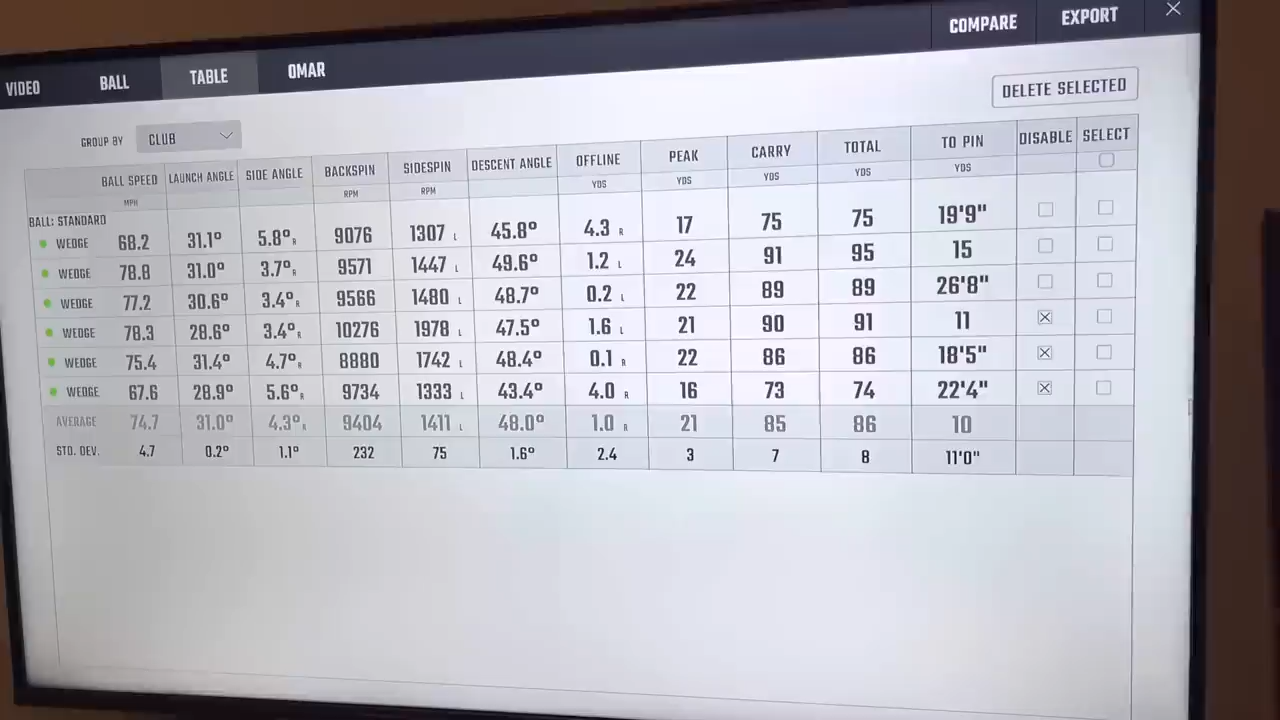 COMPARE EXPORT ×
VIDEO BALL TABLE OMAR
DELETE SELECTED
GROUP BY CLUB
BALL SPEED LAUNCH ANGLE SIDE ANGLE BACKSPIN SIDESPIN DESCENT ANGLE OFFLINE PEAK CARRY TOTAL TO PIN DISABLE SELECT
MPH RPM RPM YDS YDS YDS YDS YDS
BALL: STANDARD
WEDGE 68.2 31.1° 5.8° R 9076 1307 L 45.8° 4.3 R 17 75 75 19'9"
WEDGE 78.8 31.0° 3.7° R 9571 1447 L 49.6° 1.2 L 24 91 95 15
WEDGE 77.2 30.6° 3.4° R 9566 1480 L 48.7° 0.2 L 22 89 89 26'8"
WEDGE 78.3 28.6° 3.4° R 10276 1978 L 47.5° 1.6 L 21 90 91 11
WEDGE 75.4 31.4° 4.7° R 8880 1742 L 48.4° 0.1 R 22 86 86 18'5"
WEDGE 67.6 28.9° 5.6° R 9734 1333 L 43.4° 4.0 R 16 73 74 22'4"
AVERAGE 74.7 31.0° 4.3° R 9404 1411 L 48.0° 1.0 R 21 85 86 10
STD. DEV. 4.7 0.2° 1.1° 232 75 1.6° 2.4 3 7 8 11'0"